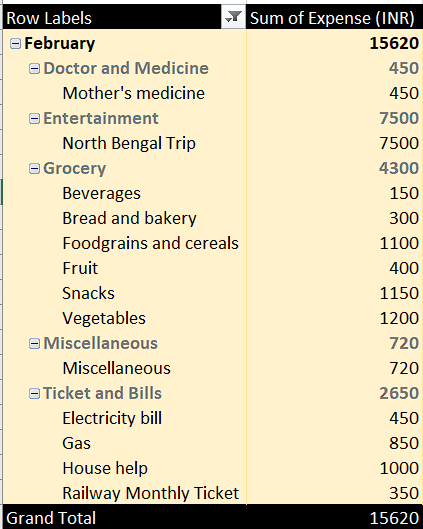 Row Labels Sum of Expense (INR)
February 15620
Doctor and Medicine 450
Mother's medicine 450
Entertainment 7500
North Bengal Trip 7500
Grocery 4300
Beverages 150
Bread and bakery 300
Foodgrains and cereals 1100
Fruit 400
Snacks 1150
Vegetables 1200
Miscellaneous 720
Miscellaneous 720
Ticket and Bills 2650
Electricity bill 450
Gas 850
House help 1000
Railway Monthly Ticket 350
Grand Total 15620